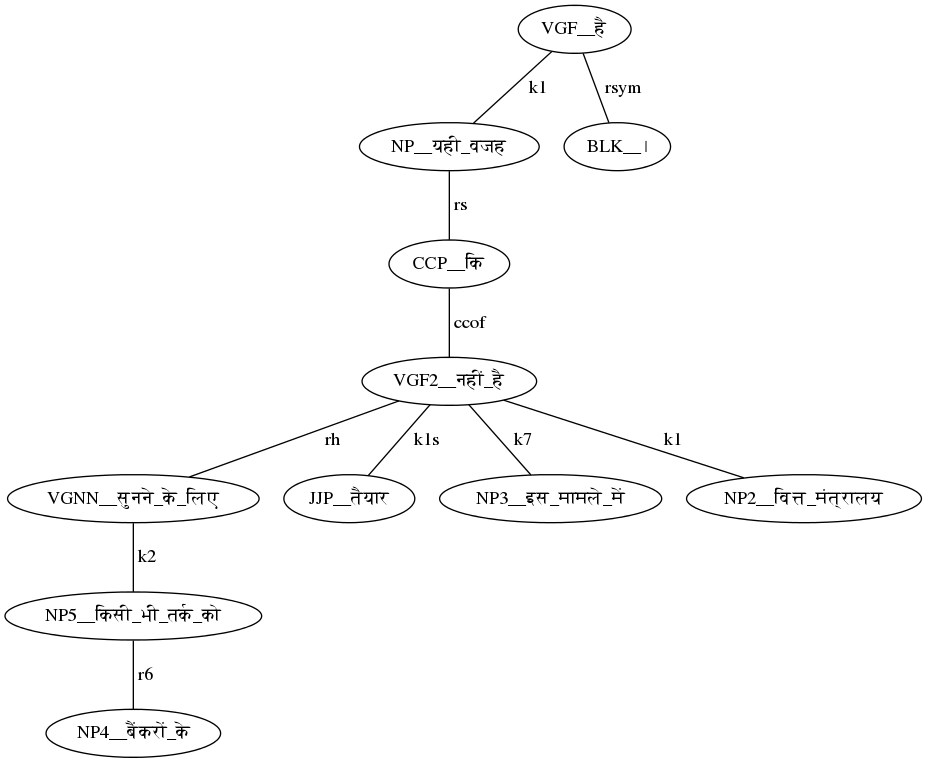 VGF__है
k1 rsym
NP__यही_वजह BLK__।
rs
CCP__कि
ccof
VGF2__नहीं_है
rh k1s k7 k1
VGNN__सुनने_के_लिए JJP__तैयार NP3__इस_मामले_में NP2__वित्त_मंत्रालय
k2
NP5__किसी_भी_तर्क_को
r6
NP4__बैंकरों_के